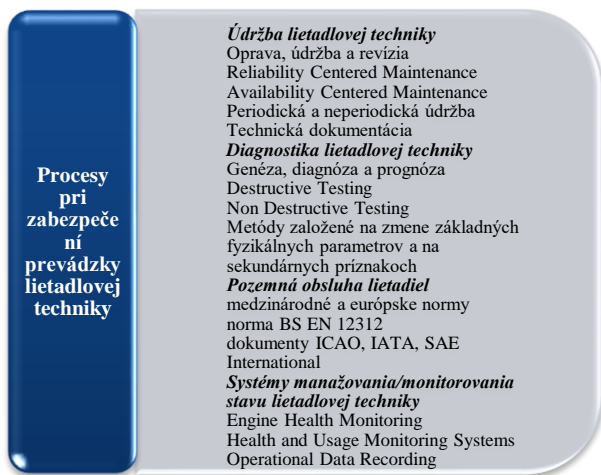 Procesy
pri
zabezpeče
ní
prevádzky
lietadlovej
techniky
Údržba lietadlovej techniky
Oprava, údržba a revízia
Reliability Centered Maintenance
Availability Centered Maintenance
Periodická a neperiodická údržba
Technická dokumentácia
Diagnostika lietadlovej techniky
Genéza, diagnóza a prognóza
Destructive Testing
Non Destructive Testing
Metódy založené na zmene základných
fyzikálnych parametrov a na
sekundárnych príznakoch
Pozemná obsluha lietadiel
medzinárodné a európske normy
norma BS EN 12312
dokumenty ICAO, IATA, SAE
International
Systémy manažovania/monitorovania
stavu lietadlovej techniky
Engine Health Monitoring
Health and Usage Monitoring Systems
Operational Data Recording